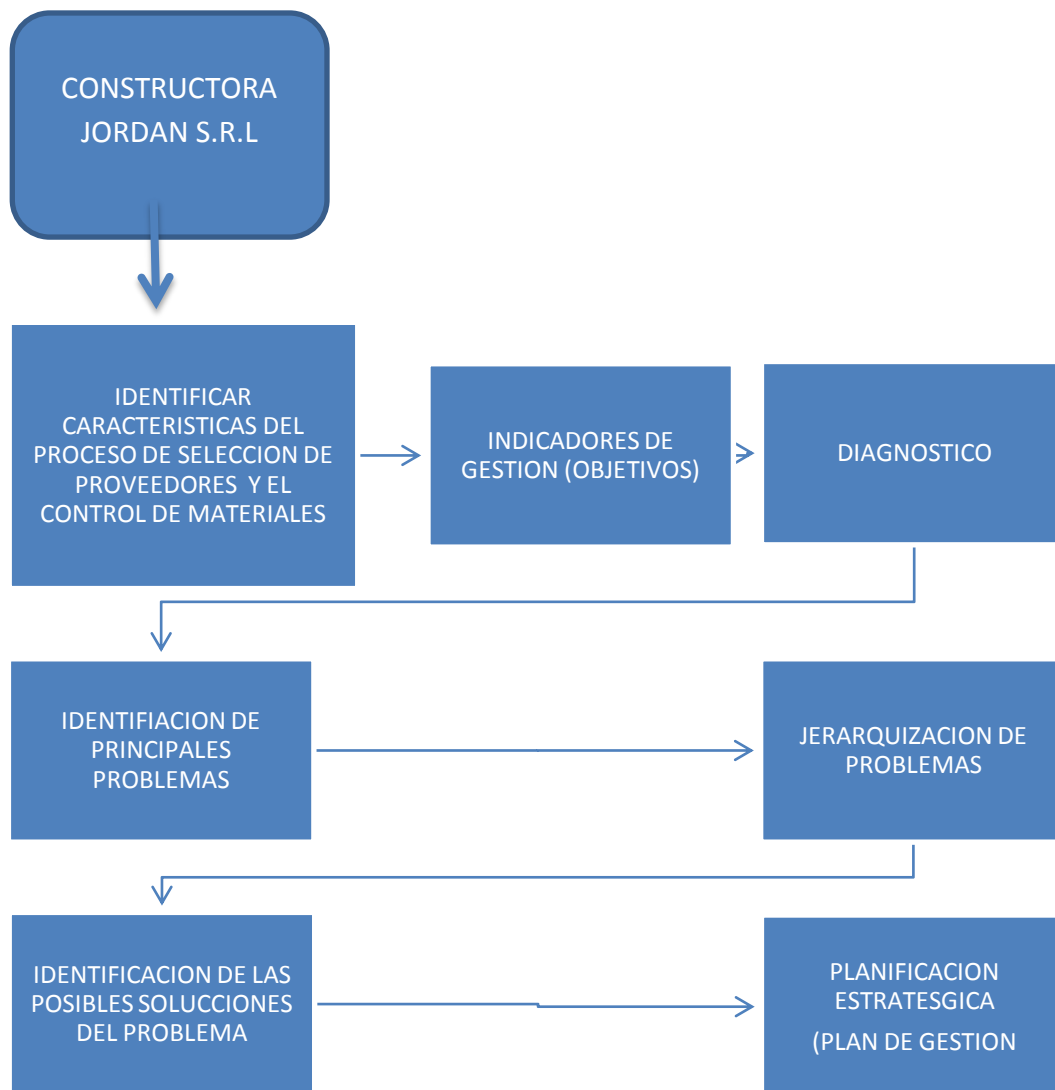 CONSTRUCTORA
JORDAN S.R.L
IDENTIFICAR
CARACTERISTICAS DEL
PROCESO DE SELECCION DE
PROVEEDORES Y EL
CONTROL DE MATERIALES
INDICADORES DE
GESTION (OBJETIVOS)
DIAGNOSTICO
IDENTIFIACION DE
PRINCIPALES
PROBLEMAS
JERARQUIZACION DE
PROBLEMAS
IDENTIFICACION DE LAS
POSIBLES SOLUCCIONES
DEL PROBLEMA
PLANIFICACION
ESTRATESGICA
(PLAN DE GESTION